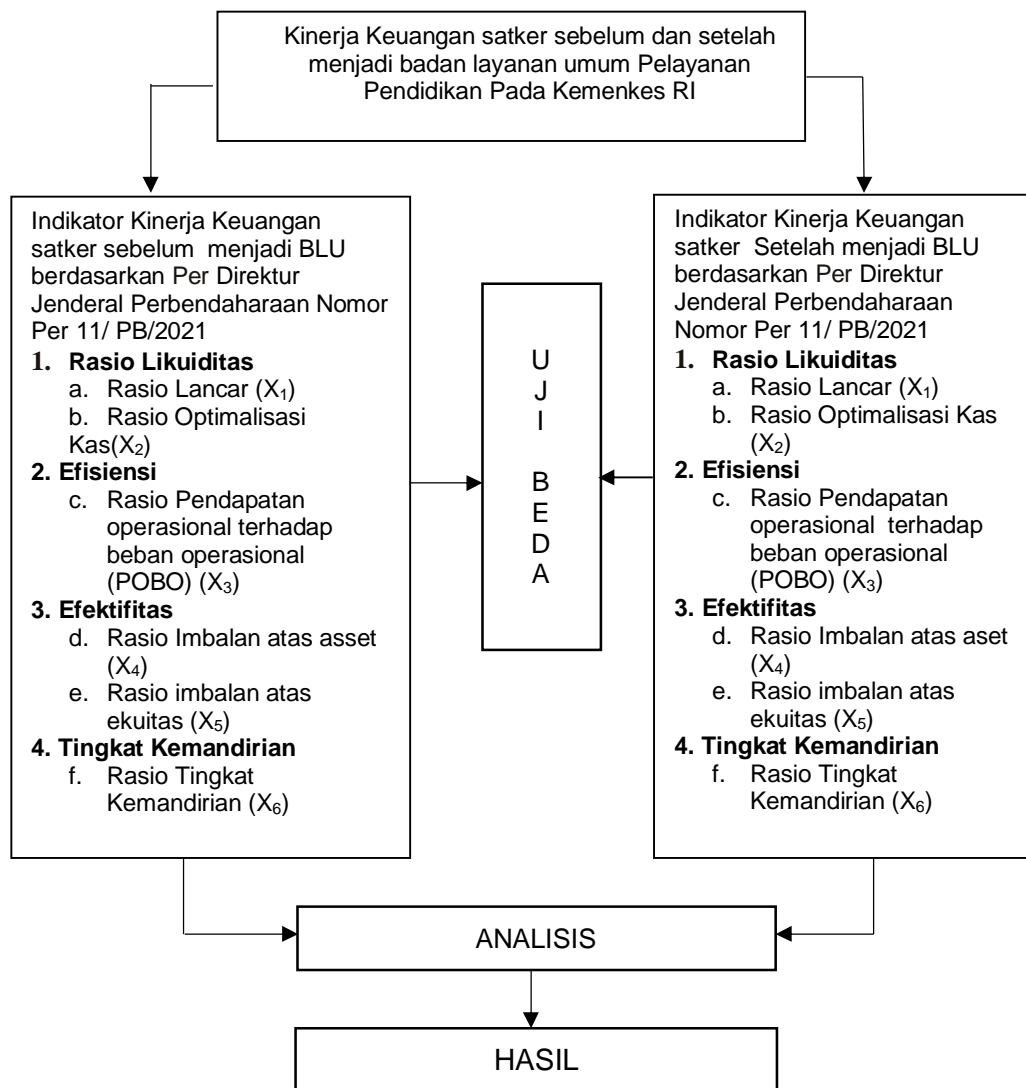 Kinerja Keuangan satker sebelum dan setelah
menjadi badan layanan umum Pelayanan
Pendidikan Pada Kemenkes RI
Indikator Kinerja Keuangan
satker sebelum menjadi BLU
berdasarkan Per Direktur
Jenderal Perbendaharaan Nomor
Per 11/ PB/2021
1. Rasio Likuiditas
a. Rasio Lancar (X₁)
b. Rasio Optimalisasi
Kas(X₂)
2. Efisiensi
c. Rasio Pendapatan
operasional terhadap
beban operasional
(POBO) (X₃)
3. Efektifitas
d. Rasio Imbalan atas asset
(X₄)
e. Rasio imbalan atas
ekuitas (X₅)
4. Tingkat Kemandirian
f. Rasio Tingkat
Kemandirian (X₆)
U
J
I
B
E
D
A
Indikator Kinerja Keuangan
satker Setelah menjadi BLU
berdasarkan Per Direktur
Jenderal Perbendaharaan
Nomor Per 11/ PB/2021
1. Rasio Likuiditas
a. Rasio Lancar (X₁)
b. Rasio Optimalisasi Kas
(X₂)
2. Efisiensi
c. Rasio Pendapatan
operasional terhadap
beban operasional
(POBO) (X₃)
3. Efektifitas
d. Rasio Imbalan atas aset
(X₄)
e. Rasio imbalan atas
ekuitas (X₅)
4. Tingkat Kemandirian
f. Rasio Tingkat
Kemandirian (X₆)
ANALISIS
HASIL